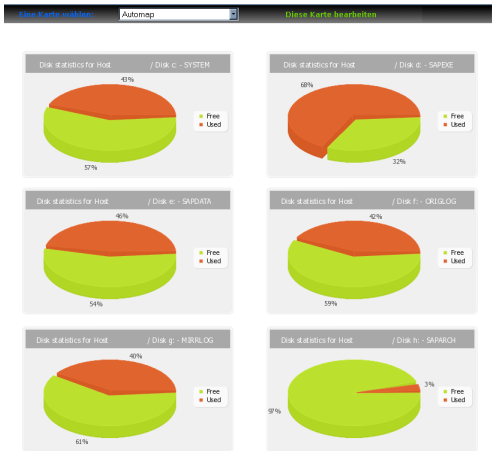 Eine Karte wählen... Automap Diese Karte bearbeiten
Disk statistics for Host / Disk c: - SYSTEM
43%
Free
Used
57%
Disk statistics for Host / Disk d: - SAPEXE
68%
Free
Used
32%
Disk statistics for Host / Disk e: - SAPDATA
46%
Free
Used
54%
Disk statistics for Host / Disk f: - ORIGLOG
42%
Free
Used
59%
Disk statistics for Host / Disk g: - MIRRLOG
40%
Free
Used
61%
Disk statistics for Host / Disk h: - SAPARCH
3%
Free
Used
97%